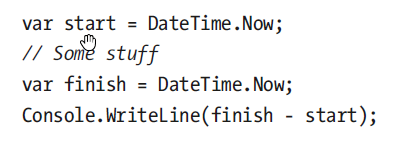 var start = DateTime.Now;
// Some stuff
var finish = DateTime.Now;
Console.WriteLine(finish - start);